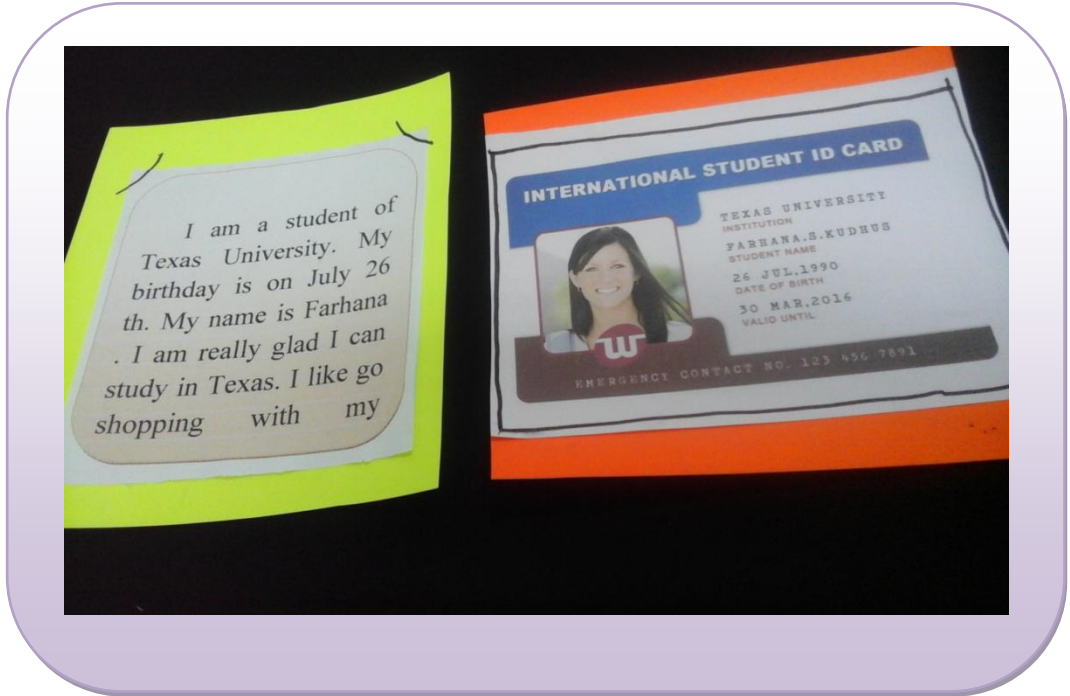 I am a student of
Texas University. My
birthday is on July 26
th. My name is Farhana
. I am really glad I can
study in Texas. I like go
shopping with my
INTERNATIONAL STUDENT ID CARD
TEXAS UNIVERSITY
INSTITUTION
FARHANA.S.KUDHUS
STUDENT NAME
26 JUL.1990
DATE OF BIRTH
30 MAR.2016
VALID UNTIL
W
EMERGENCY CONTACT NO. 123 456 7891